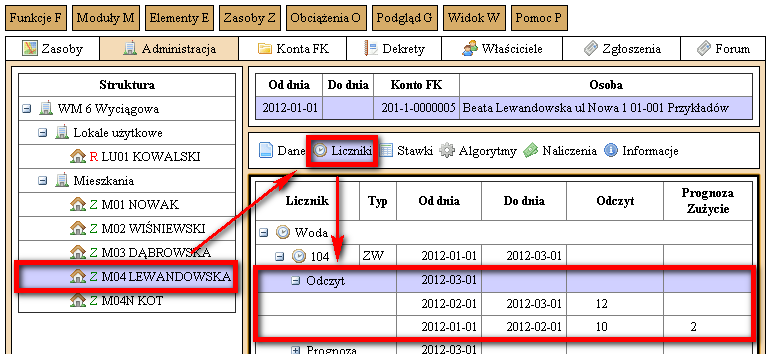 Funkcje F Moduły M Elementy E Zasoby Z Obciążenia O Podgląd G Widok W Pomoc P
Zasoby Administracja Konta FK Dekrety Właściciele Zgłoszenia Forum
Struktura
WM 6 Wyciągowa
Lokale użytkowe
R LU01 KOWALSKI
Mieszkania
Z M01 NOWAK
Z M02 WIŚNIEWSKI
Z M03 DĄBROWSKA
Z M04 LEWANDOWSKA
Z M04N KOT
Od dnia Do dnia Konto FK Osoba
2012-01-01 201-1-0000005 Beata Lewandowska ul Nowa 1 01-001 Przykładów
Dane Liczniki Stawki Algorytmy Naliczenia Informacje
Licznik Typ Od dnia Do dnia Odczyt Prognoza
Zużycie
Woda
104 ZW 2012-01-01 2012-03-01
Odczyt 2012-03-01
2012-02-01 2012-03-01 12
2012-01-01 2012-02-01 10 2
Prognoza 2012-03-01